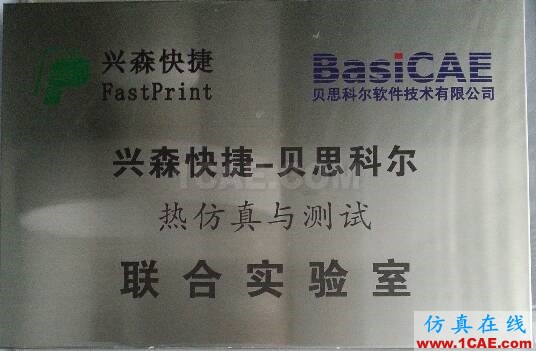 兴森快捷
FastPrint
BasiCAE
贝思科尔软件技术有限公司
兴森快捷-贝思科尔
1CAE.COM
热仿真与测试
联合实验室
仿真在线
www.1CAE.com